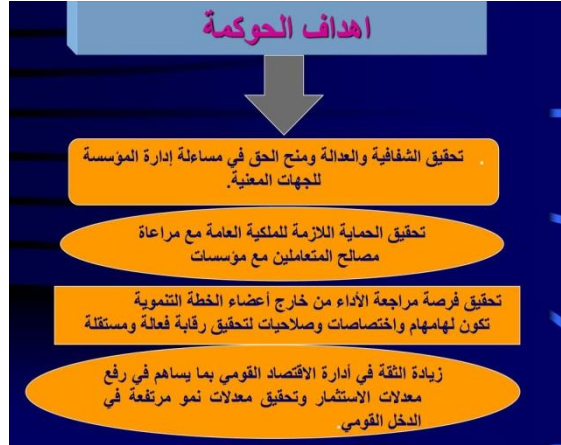 اهداف الحوكمة
. تحقيق الشفافية والعدالة ومنح الحق في مساءلة إدارة المؤسسة
للجهات المعنية.
تحقيق الحماية اللازمة للملكية العامة مع مراعاة
مصالح المتعاملين مع مؤسسات
تحقيق فرصة مراجعة الأداء من خارج أعضاء الخطة التنموية
تكون لهامهام واختصاصات وصلاحيات لتحقيق رقابة فعالة ومستقلة
زيادة الثقة في أدارة الاقتصاد القومي بما يساهم في رفع
معدلات الاستثمار وتحقيق معدلات نمو مرتفعة في
الدخل القومي.